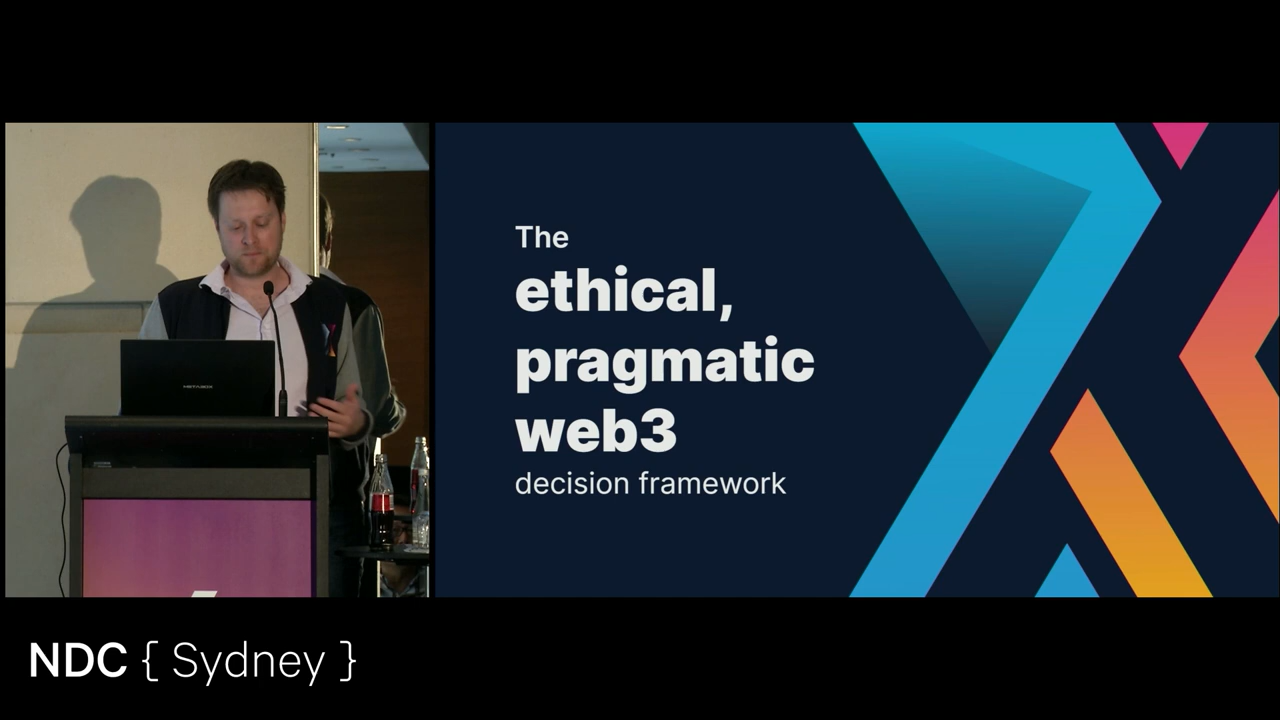 The
ethical,
pragmatic
web3
decision framework
NDC { Sydney }